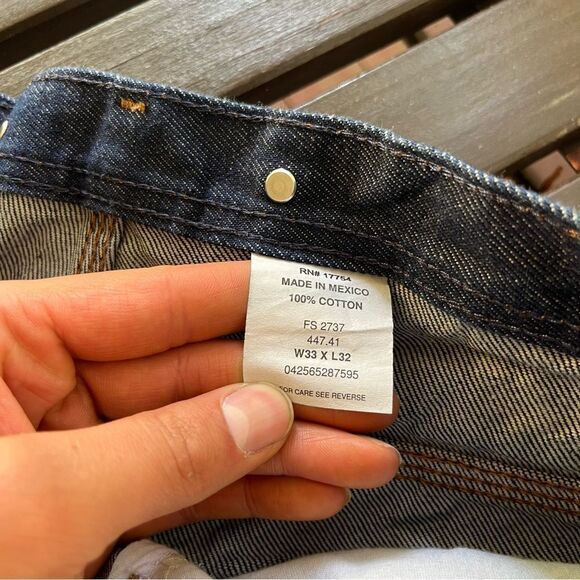 RN# 17754
MADE IN MEXICO
100% COTTON
FS 2737
447.41
W33 X L32
042565287595
FOR CARE SEE REVERSE